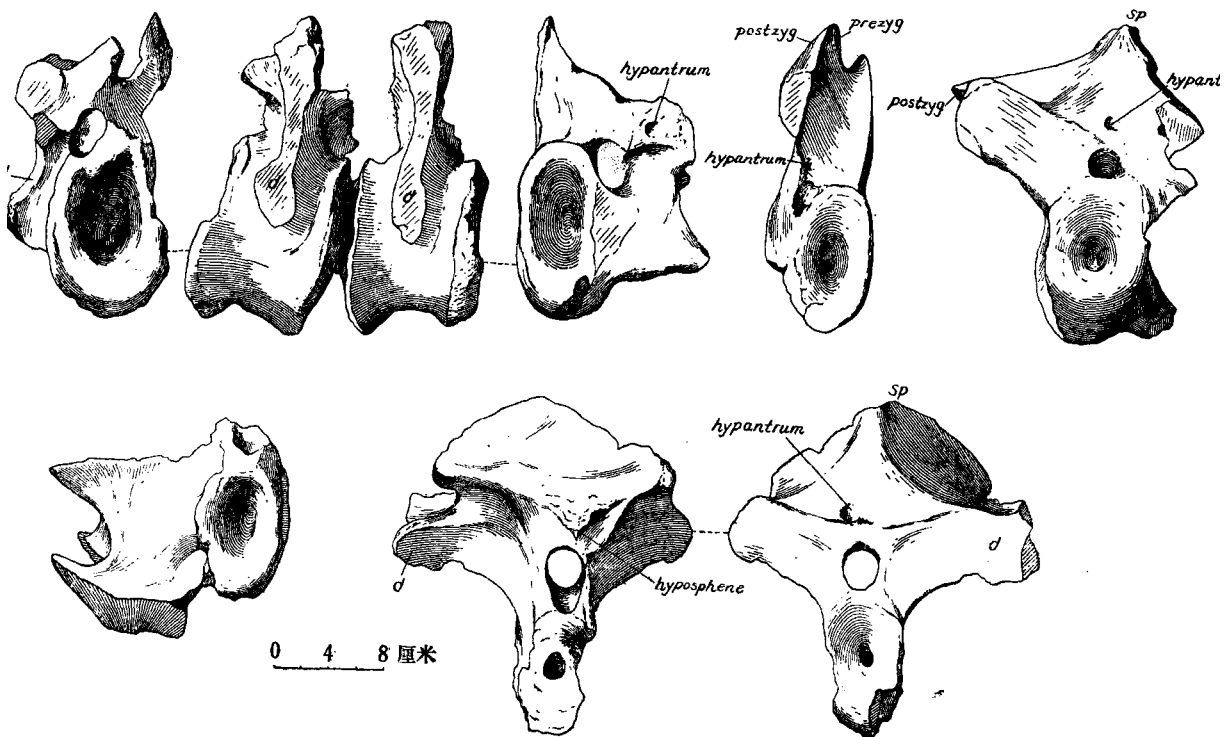 hypantrum
postzyg
prezyg
hypantrum
sp
postzyg
hypant
d
d
d
hyposphene
hypantrum
sp
d
0 4 8 厘米